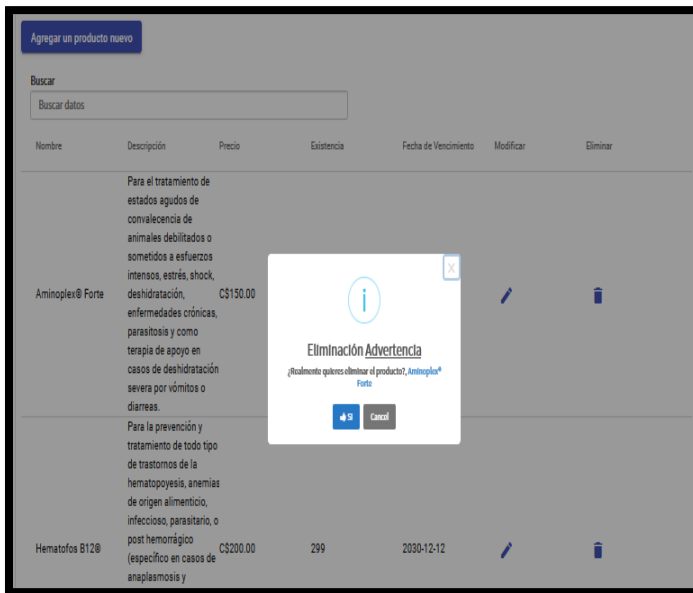 Agregar un producto nuevo
Buscar
Buscar datos
Nombre Descripción Precio Existencia Fecha de Vencimiento Modificar Eliminar
Para el tratamiento de
estados agudos de
convalecencia de
animales debilitados o
sometidos a esfuerzos
intensos, estrés, shock,
Aminoplex® Forte deshidratación, C$150.00
enfermedades crónicas,
parasitosis y como
terapia de apoyo en
casos de deshidratación
severa por vómitos o
diarreas.
X
i
Eliminación Advertencia
¿Realmente quieres eliminar el producto?, Aminoplex®
Forte
SI Cancol
Para la prevención y
tratamiento de todo tipo
de trastornos de la
hematopoyesis, anemias
de origen alimenticio,
infeccioso, parasitario, o
post hemorrágico
Hematofos B12® (específico en casos de C$200.00 299 2030-12-12
anaplasmosis y